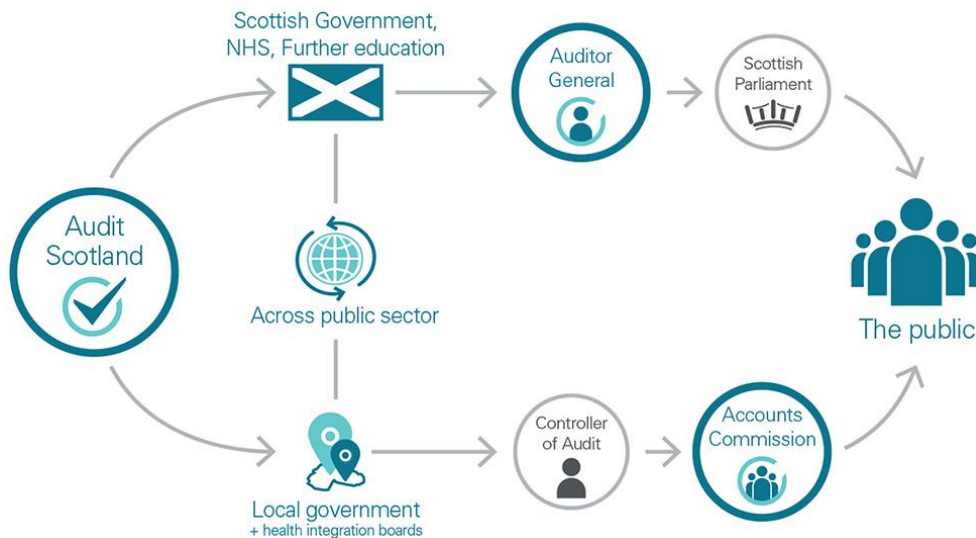 Scottish Government,
NHS, Further education
Auditor
General
Scottish
Parliament
Audit
Scotland
Across public sector
The public
Controller
of Audit
Accounts
Commission
Local government
+ health integration boards